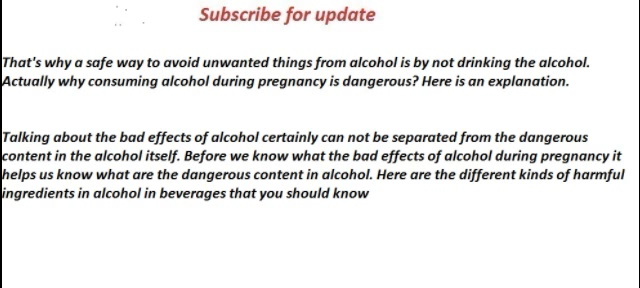 Subscribe for update
That's why a safe way to avoid unwanted things from alcohol is by not drinking the alcohol.
Actually why consuming alcohol during pregnancy is dangerous? Here is an explanation.
Talking about the bad effects of alcohol certainly can not be separated from the dangerous
content in the alcohol itself. Before we know what the bad effects of alcohol during pregnancy it
helps us know what are the dangerous content in alcohol. Here are the different kinds of harmful
ingredients in alcohol in beverages that you should know